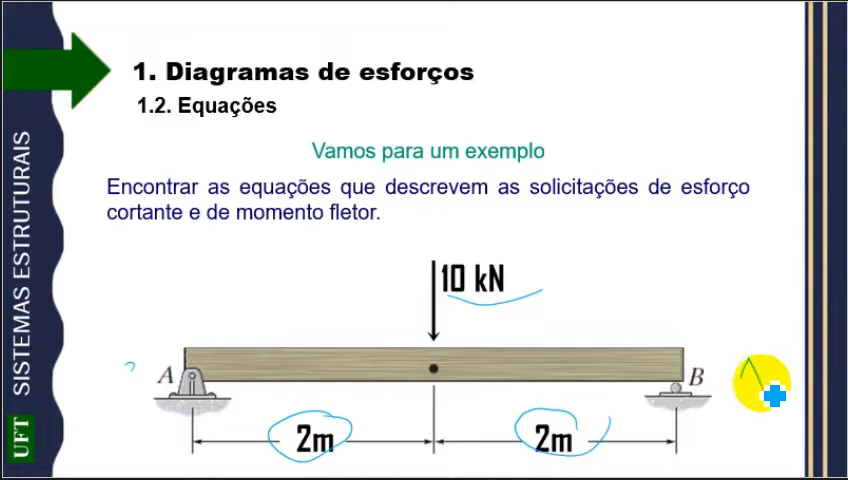 1. Diagramas de esforços
1.2. Equações
Vamos para um exemplo
Encontrar as equações que descrevem as solicitações de esforço
cortante e de momento fletor.
10 kN
A
B
2m
2m
SISTEMAS ESTRUTURAIS
UFT